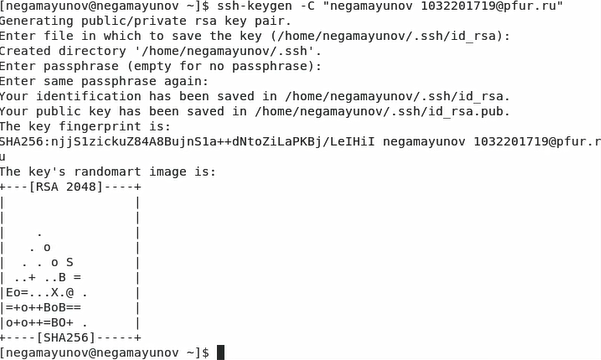 [negamayunov@negamayunov ~]$ ssh-keygen -C "negamayunov 1032201719@pfur.ru"
Generating public/private rsa key pair.
Enter file in which to save the key (/home/negamayunov/.ssh/id_rsa):
Created directory '/home/negamayunov/.ssh'.
Enter passphrase (empty for no passphrase):
Enter same passphrase again:
Your identification has been saved in /home/negamayunov/.ssh/id_rsa.
Your public key has been saved in /home/negamayunov/.ssh/id_rsa.pub.
The key fingerprint is:
SHA256:njjS1zickuZ84A8BujnS1a++dNtoZiLaPKBj/LeIHiI negamayunov 1032201719@pfur.r
u
The key's randomart image is:
+---[RSA 2048]----+
|                 |
|                 |
|    .            |
|   . o           |
|  . . o S        |
| ..+ ..B =       |
|Eo=...X.@ .      |
|=+o++BoB==       |
|o+o++=BO+ .      |
+----[SHA256]-----+
[negamayunov@negamayunov ~]$